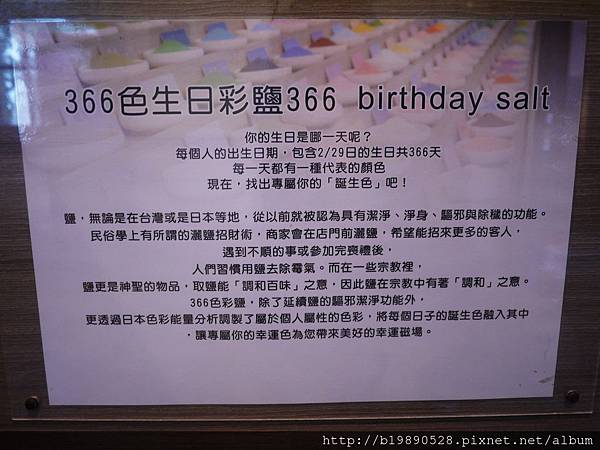 366色生日彩鹽366 birthday salt
你的生日是哪一天呢？
每個人的出生日期，包含2/29日的生日共366天
每一天都有一種代表的顏色
現在，找出專屬你的「誕生色」吧！
鹽，無論是在台灣或是日本等地，從以前就被認為具有潔淨、淨身、驅邪與除穢的功能。
民俗學上有所謂的灑鹽招財術，商家會在店門前灑鹽，希望能招來更多的客人，
遇到不順的事或參加完喪禮後，
人們習慣用鹽去除霉氣。而在一些宗教裡，
鹽更是神聖的物品，取鹽能「調和百味」之意，因此鹽在宗教中有著「調和」之意。
366色彩鹽，除了延續鹽的驅邪潔淨功能外，
更透過日本色彩能量分析調製了屬於個人屬性的色彩，將每個日子的誕生色融入其中
，讓專屬你的幸運色為您帶來美好的幸運磁場。
http://b19890528.pixnet.net/album